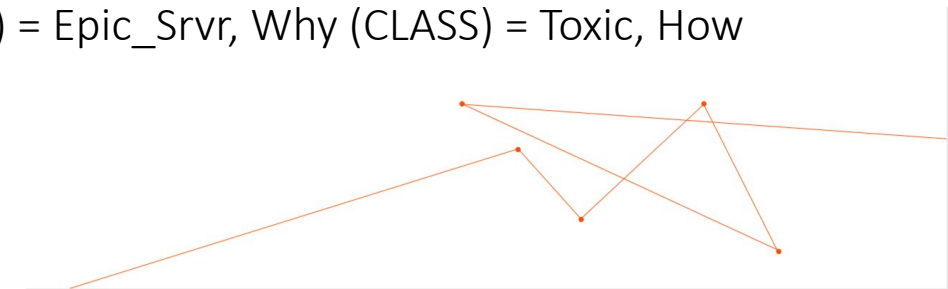 ) = Epic_Srvr, Why (CLASS) = Toxic, How